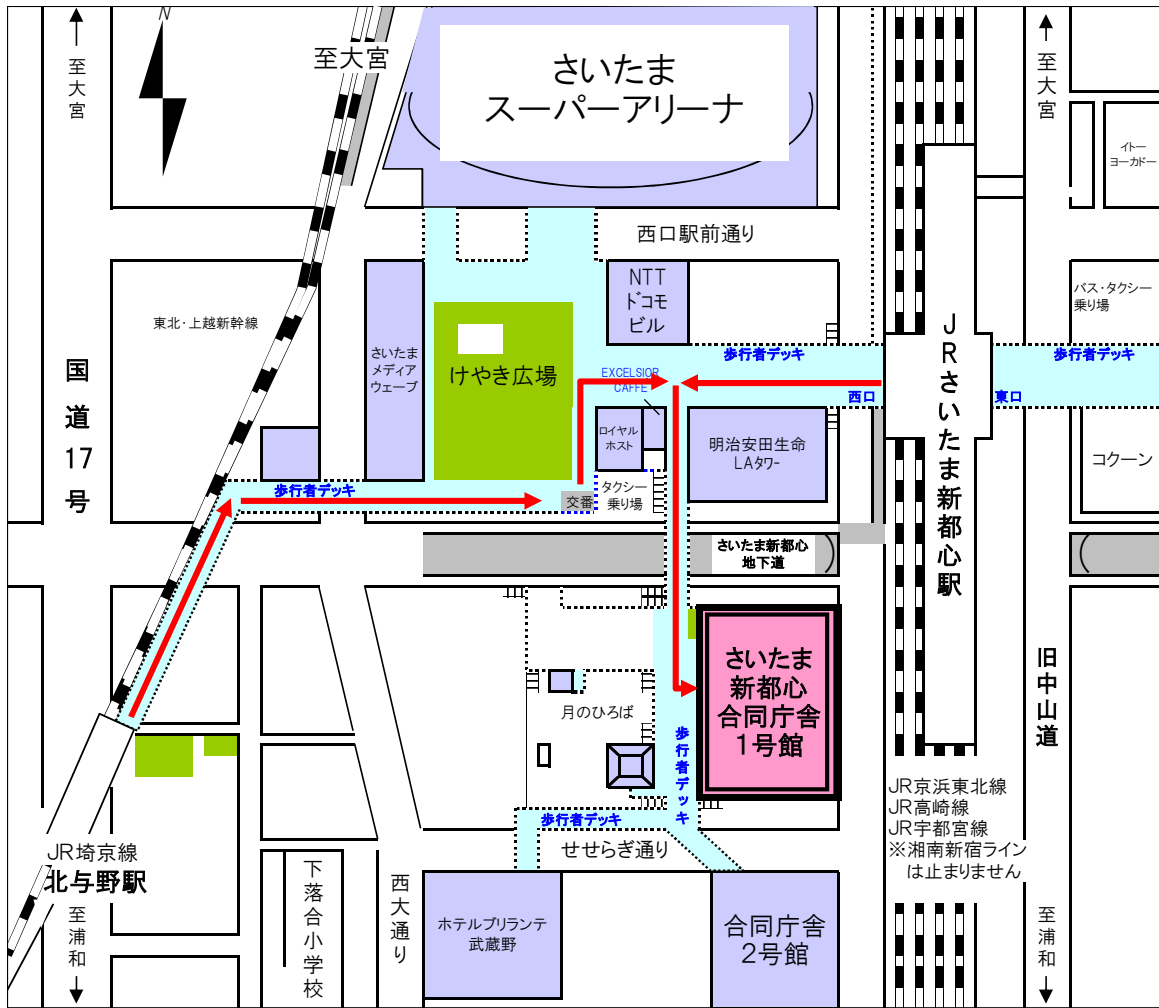 N
至大宮
至大宮
さいたま
スーパーアリーナ
至大宮
イトー
ヨーカドー
西口駅前通り
NTT
ドコモ
ビル
バス・タクシー
乗り場
東北・上越新幹線
さいたま
メディア
ウェーブ
けやき広場
EXCELSIOR
CAFFE
歩行者デッキ
西口
JRさいたま新都心駅
東口
歩行者デッキ
国道17号
ロイヤル
ホスト
明治安田生命
LAタワー
コクーン
歩行者デッキ
交番
タクシー
乗り場
さいたま新都心
地下道
さいたま
新都心
合同庁舎
1号館
月のひろば
歩行者デッキ
旧中山道
歩行者デッキ
せせらぎ通り
JR京浜東北線
JR高崎線
JR宇都宮線
※湘南新宿ライン
は止まりません
JR埼京線
北与野駅
至浦和
下落合小学校
西大通り
ホテルブリランテ
武蔵野
合同庁舎
2号館
至浦和